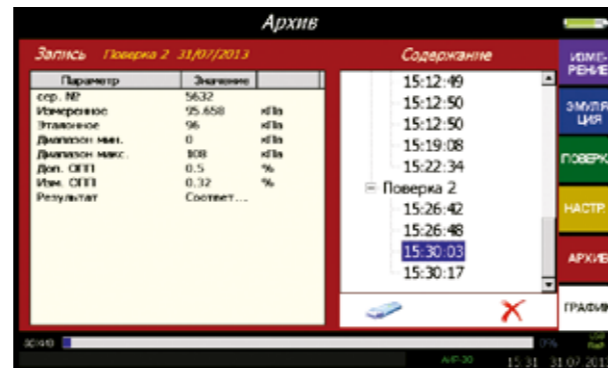 Архив
Запись Поверка 2 31/07/2013
Содержание
Параметр Значение
сер. № 5632
Измеренное 95.658 кПа
Эталонное 96 кПа
Диапазон мин. 0 кПа
Диапазон макс. 108 кПа
Доп. ОПП 0.5 %
Изм. ОПП 0.32 %
Результат Соответ...
15:12:49
15:12:50
15:12:50
15:19:08
15:22:34
Поверка 2
15:26:42
15:26:48
15:30:03
15:30:17
ИЗМЕ-
РЕНИЕ
ЭМУЛЯ
ЦИЯ
ПОВЕРК
НАСТР.
АРХИВ
ГРАФИК
0%
15:31 31.07.201